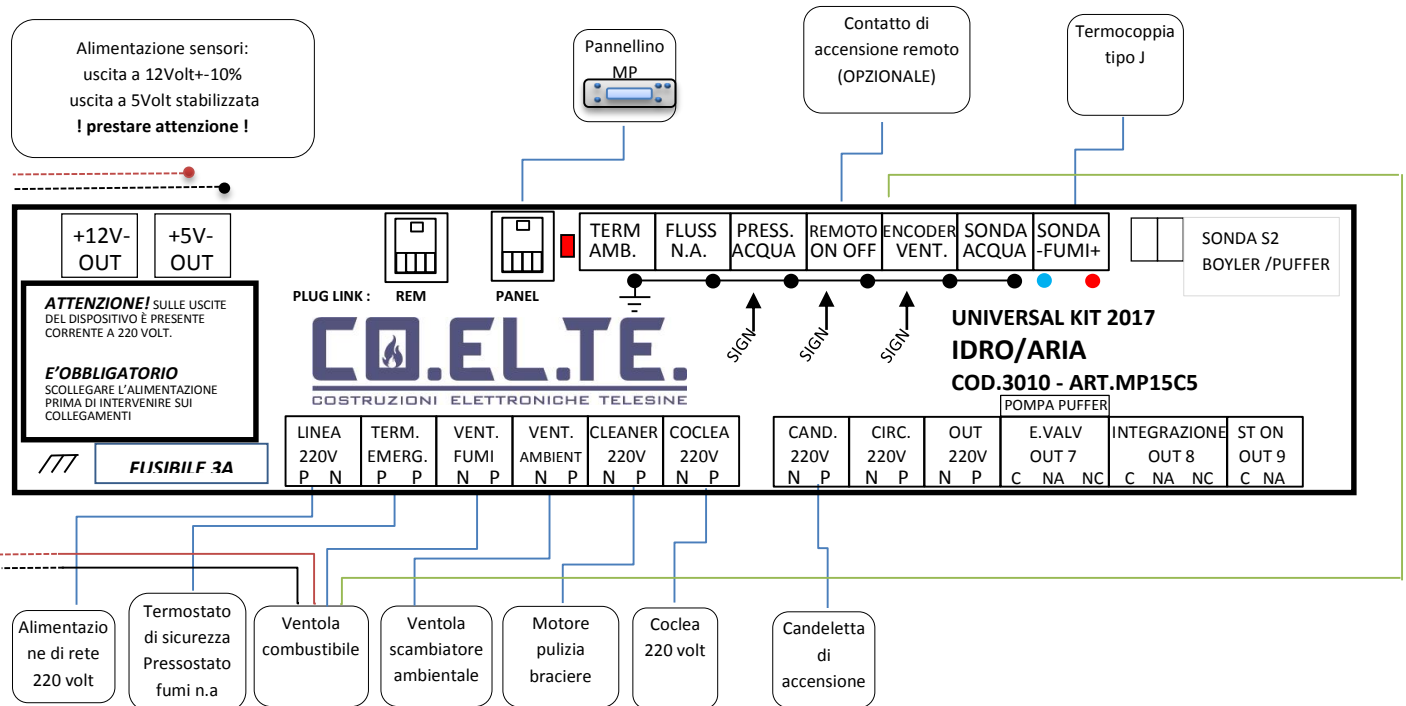 Alimentazione sensori:
uscita a 12Volt+-10%
uscita a 5Volt stabilizzata
! prestare attenzione !
Pannellino
MP
Contatto di
accensione remoto
(OPZIONALE)
Termocoppia
tipo J
+12V-
OUT
+5V-
OUT
TERM
AMB.
FLUSS
N.A.
PRESS.
ACQUA
REMOTO
ON OFF
ENCODER
VENT.
SONDA
ACQUA
SONDA
-FUMI+
SONDA S2
BOYLER /PUFFER
PLUG LINK :
REM
PANEL
ATTENZIONE! SULLE USCITE
DEL DISPOSITIVO È PRESENTE
CORRENTE A 220 VOLT.
E'OBBLIGATORIO
SCOLLEGARE L'ALIMENTAZIONE
PRIMA DI INTERVENIRE SUI
COLLEGAMENTI
FUSIBILE 3A
CO.EL.TE.
COSTRUZIONI ELETTRONICHE TELESINE
SIGN
SIGN
SIGN
UNIVERSAL KIT 2017
IDRO/ARIA
COD.3010 - ART.MP15C5
POMPA PUFFER
LINEA
220V
P N
TERM.
EMERG.
P P
VENT.
FUMI
N P
VENT.
AMBIENT
N P
CLEANER
220V
N P
COCLEA
220V
N P
CAND.
220V
N P
CIRC.
220V
N P
OUT
220V
N P
E.VALV
OUT 7
C NA NC
INTEGRAZIONE
OUT 8
C NA NC
ST ON
OUT 9
C NA
Alimentazio
ne di rete
220 volt
Termostato
di sicurezza
Pressostato
fumi n.a
Ventola
combustibile
Ventola
scambiatore
ambientale
Motore
pulizia
braciere
Coclea
220 volt
Candeletta
di
accensione